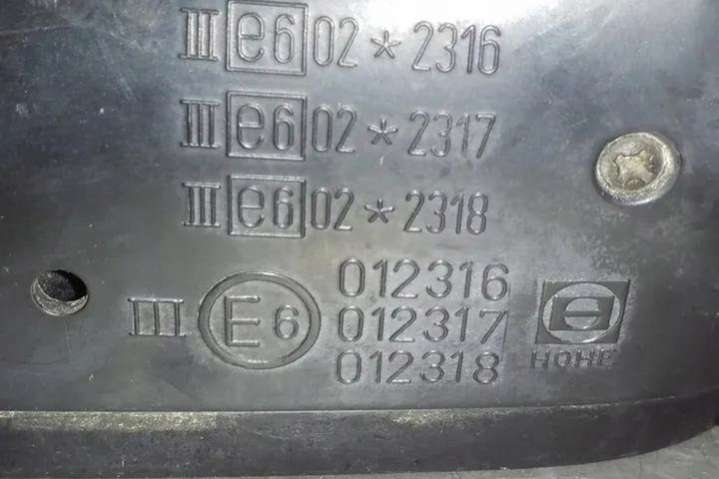 III e6 02 * 2316
III e6 02 * 2317
III e6 02 * 2318
III E6 012316
012317
012318
HOHE